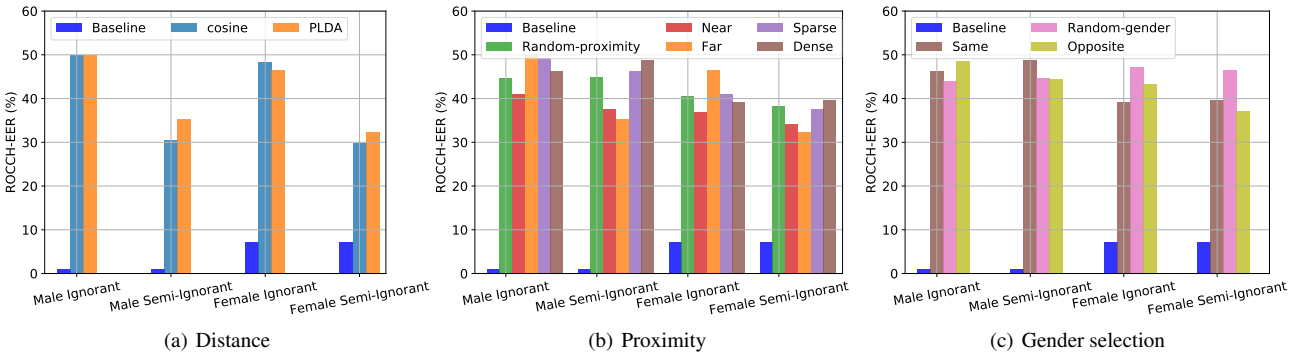 60
50
40
30
20
10
0
ROCCH-EER (%)
Baseline cosine PLDA
Male Ignorant Male Semi-Ignorant Female Ignorant Female Semi-Ignorant
(a) Distance
60
50
40
30
20
10
0
ROCCH-EER (%)
Baseline Near Sparse
Random-proximity Far Dense
Male Ignorant Male Semi-Ignorant Female Ignorant Female Semi-Ignorant
(b) Proximity
60
50
40
30
20
10
0
ROCCH-EER (%)
Baseline Random-gender
Same Opposite
Male Ignorant Male Semi-Ignorant Female Ignorant Female Semi-Ignorant
(c) Gender selection